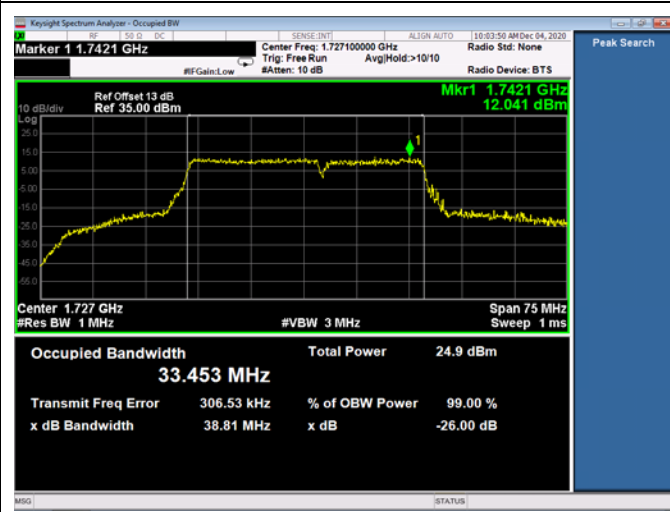 Keysight Spectrum Analyzer - Occupied BW
RF 50 Ω DC SENSE:INT ALIGN AUTO 10:03:50 AM Dec 04, 2020
Marker 1 1.7421 GHz
Center Freq: 1.727100000 GHz
Radio Std: None
Trig: Free Run Avg|Hold:>10/10
#IFGain:Low #Atten: 10 dB Radio Device: BTS
Peak Search
Ref Offset 13 dB
10 dB/div Ref 35.00 dBm
Mkr1 1.7421 GHz
12.041 dBm
Log
25.0
15.0
5.00
-5.00
-15.0
-25.0
-35.0
-45.0
-55.0
1
Center 1.727 GHz Span 75 MHz
#Res BW 1 MHz #VBW 3 MHz Sweep 1 ms
Occupied Bandwidth Total Power 24.9 dBm
33.453 MHz
Transmit Freq Error 306.53 kHz % of OBW Power 99.00 %
x dB Bandwidth 38.81 MHz x dB -26.00 dB
MSG STATUS